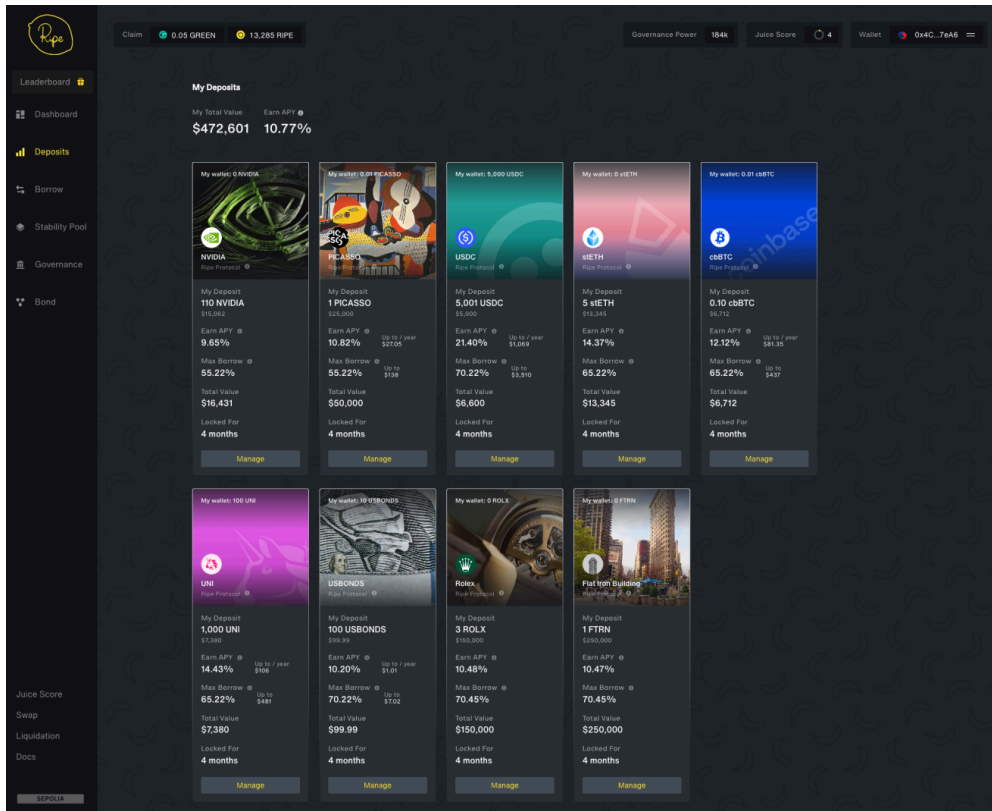 Ripe
Claim 0.05 GREEN 13,285 RIPE Governance Power 184k Juice Score 4 Wallet 0x4C...7eA6
Leaderboard
Dashboard
Deposits
Borrow
Stability Pool
Governance
Bond
Juice Score
Swap
Liquidation
Docs
SEPOLIA
My Deposits
My Total Value Earn APY
$472,601 10.77%
My wallet: 0 NVIDIA
NVIDIA
Ripe Protocol
My Deposit
110 NVIDIA
$15,062
Earn APY
9.65%
Max Borrow
55.22%
Total Value
$16,431
Locked For
4 months
Manage
My wallet: 0.01 PICASSO
PICASSO
PICASSO
Ripe Protocol
My Deposit
1 PICASSO
$25,000
Earn APY
10.82%
Up to / year
$27.05
Max Borrow
55.22%
Up to
$138
Total Value
$50,000
Locked For
4 months
Manage
My wallet: 5,000 USDC
USDC
Ripe Protocol
My Deposit
5,001 USDC
$5,000
Earn APY
21.40%
Up to / year
$1,069
Max Borrow
70.22%
Up to
$3,510
Total Value
$6,600
Locked For
4 months
Manage
My wallet: 0 stETH
stETH
Ripe Protocol
My Deposit
5 stETH
$13,345
Earn APY
14.37%
Max Borrow
65.22%
Total Value
$13,345
Locked For
4 months
Manage
My wallet: 0.01 cbBTC
coinbase
cbBTC
Ripe Protocol
My Deposit
0.10 cbBTC
$6,712
Earn APY
12.12%
Up to / year
$81.35
Max Borrow
65.22%
Up to
$437
Total Value
$6,712
Locked For
4 months
Manage
My wallet: 100 UNI
UNI
Ripe Protocol
My Deposit
1,000 UNI
$7,380
Earn APY
14.43%
Up to / year
$106
Max Borrow
65.22%
Up to
$481
Total Value
$7,380
Locked For
4 months
Manage
My wallet: 10 USBONDS
USBONDS
Ripe Protocol
My Deposit
100 USBONDS
$99.99
Earn APY
10.20%
Up to / year
$1.01
Max Borrow
70.22%
Up to
$7.02
Total Value
$99.99
Locked For
4 months
Manage
My wallet: 0 ROLX
Rolex
Ripe Protocol
My Deposit
3 ROLX
$150,000
Earn APY
10.48%
Max Borrow
70.45%
Total Value
$150,000
Locked For
4 months
Manage
My wallet: 0 FTRN
Flat Iron Building
Ripe Protocol
My Deposit
1 FTRN
$250,000
Earn APY
10.47%
Max Borrow
70.45%
Total Value
$250,000
Locked For
4 months
Manage